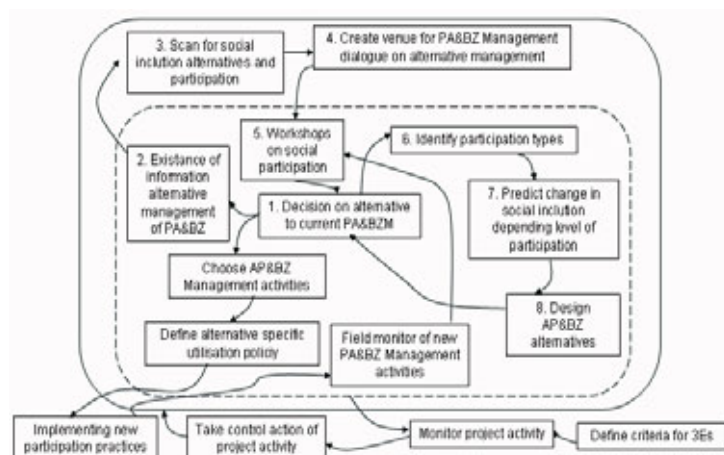 3. Scan for social
inclution alternatives and
participation
4. Create venue for PA&BZ Management
dialogue on alternative management
5. Workshops
on social
participation
6. Identify participation types
2. Existance of
information
alternative
management
of PA&BZ
1. Decision on alternative
to current PA&BZM
7. Predict change in
social inclution
depending level of
participation
Choose AP&BZ
Management activities
8. Design
AP&BZ
alternatives
Define alternative specific
utilisation policy
Field monitor of new
PA&BZ Management
activities
Implementing new
participation practices
Take control action of
project activity
Monitor project activity
Define criteria for 3Es